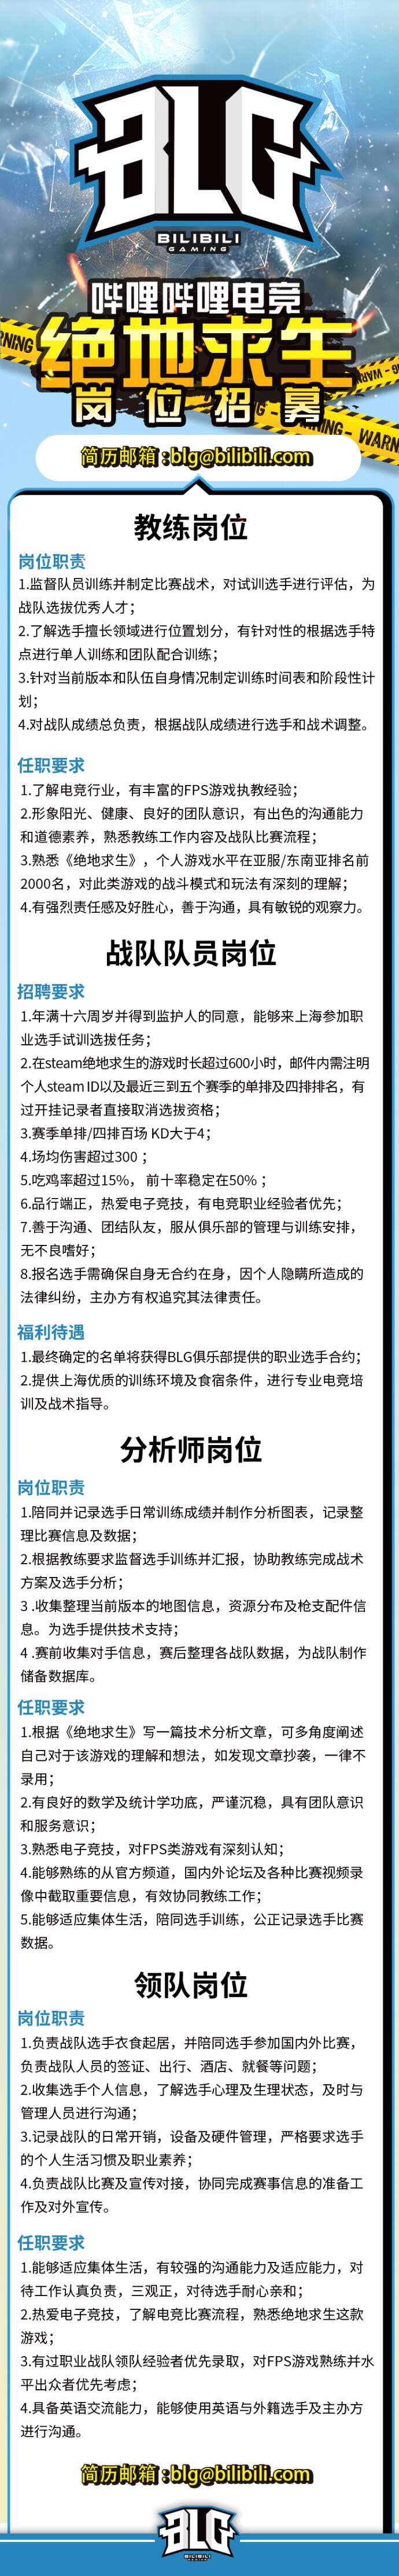 BLG
BILIBILI
GAMING
哔哩哔哩电竞
绝地求生
岗位招募
RNING
WARN
简历邮箱:blg@bilibili.com
教练岗位
岗位职责
1.监督队员训练并制定比赛战术，对试训选手进行评估，为
战队选拔优秀人才；
2.了解选手擅长领域进行位置划分，有针对性的根据选手特
点进行单人训练和团队配合训练；
3.针对当前版本和队伍自身情况制定训练时间表和阶段性计
划；
4.对战队成绩总负责，根据战队成绩进行选手和战术调整。
任职要求
1.了解电竞行业，有丰富的FPS游戏执教经验；
2.形象阳光、健康、良好的团队意识，有出色的沟通能力
和道德素养，熟悉教练工作内容及战队比赛流程；
3.熟悉《绝地求生》，个人游戏水平在亚服/东南亚排名前
2000名，对此类游戏的战斗模式和玩法有深刻的理解；
4.有强烈责任感及好胜心，善于沟通，具有敏锐的观察力。
战队队员岗位
招聘要求
1.年满十六周岁并得到监护人的同意，能够来上海参加职
业选手试训选拔任务；
2.在steam绝地求生的游戏时长超过600小时，邮件内需注明
个人steam ID以及最近三到五个赛季的单排及四排排名，有
过开挂记录者直接取消选拔资格；
3.赛季单排/四排百场 KD大于4；
4.场均伤害超过300；
5.吃鸡率超过15%， 前十率稳定在50%；
6.品行端正，热爱电子竞技，有电竞职业经验者优先；
7.善于沟通、团结队友，服从俱乐部的管理与训练安排，
无不良嗜好；
8.报名选手需确保自身无合约在身，因个人隐瞒所造成的
法律纠纷，主办方有权追究其法律责任。
福利待遇
1.最终确定的名单将获得BLG俱乐部提供的职业选手合约；
2.提供上海优质的训练环境及食宿条件，进行专业电竞培
训及战术指导。
分析师岗位
岗位职责
1.陪同并记录选手日常训练成绩并制作分析图表，记录整
理比赛信息及数据；
2.根据教练要求监督选手训练并汇报，协助教练完成战术
方案及选手分析；
3 .收集整理当前版本的地图信息，资源分布及枪支配件信
息。为选手提供技术支持；
4 .赛前收集对手信息，赛后整理各战队数据，为战队制作
储备数据库。
任职要求
1.根据《绝地求生》写一篇技术分析文章，可多角度阐述
自己对于该游戏的理解和想法，如发现文章抄袭，一律不
录用；
2.有良好的数学及统计学功底，严谨沉稳，具有团队意识
和服务意识；
3.熟悉电子竞技，对FPS类游戏有深刻认知；
4.能够熟练的从官方频道，国内外论坛及各种比赛视频录
像中截取重要信息，有效协同教练工作；
5.能够适应集体生活，陪同选手训练，公正记录选手比赛
数据。
领队岗位
岗位职责
1.负责战队选手衣食起居，并陪同选手参加国内外比赛，
负责战队人员的签证、出行、酒店、就餐等问题；
2.收集选手个人信息，了解选手心理及生理状态，及时与
管理人员进行沟通；
3.记录战队的日常开销，设备及硬件管理，严格要求选手
的个人生活习惯及职业素养；
4.负责战队比赛及宣传对接，协同完成赛事信息的准备工
作及对外宣传。
任职要求
1.能够适应集体生活，有较强的沟通能力及适应能力，对
待工作认真负责，三观正，对待选手耐心亲和；
2.热爱电子竞技，了解电竞比赛流程，熟悉绝地求生这款
游戏；
3.有过职业战队领队经验者优先录取，对FPS游戏熟练并水
平出众者优先考虑；
4.具备英语交流能力，能够使用英语与外籍选手及主办方
进行沟通。
简历邮箱:blg@bilibili.com
BLG
BILIBILI